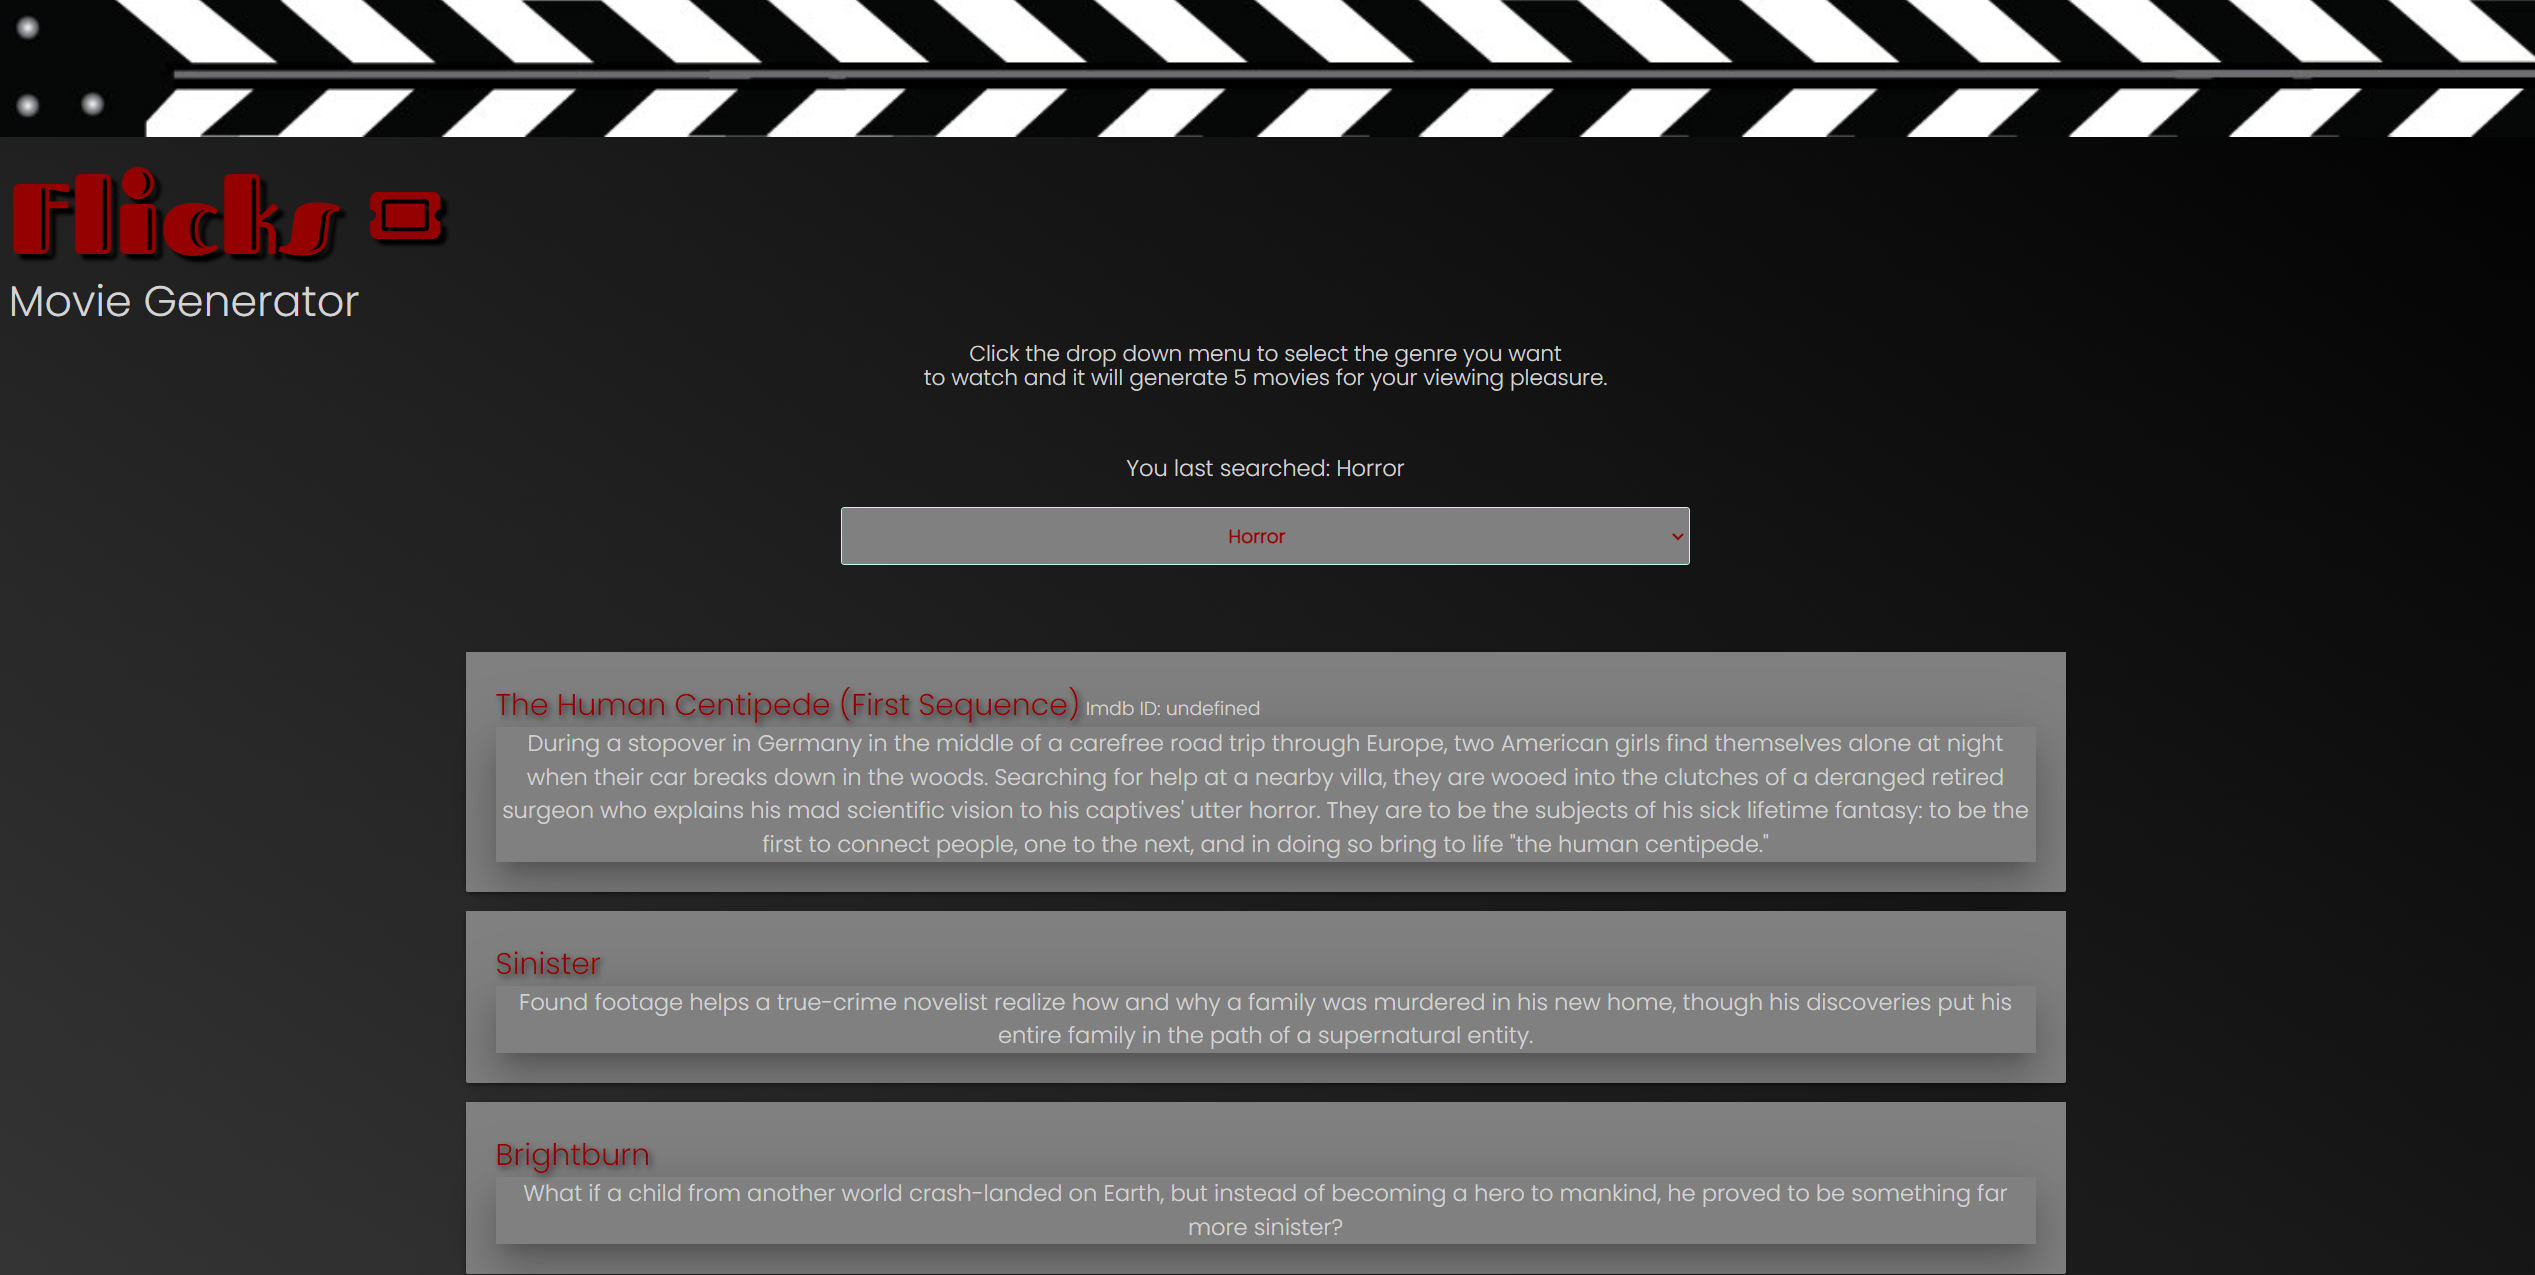 Flicks
Movie Generator
Click the drop down menu to select the genre you want
to watch and it will generate 5 movies for your viewing pleasure.
You last searched: Horror
Horror
The Human Centipede (First Sequence) Imdb ID: undefined
During a stopover in Germany in the middle of a carefree road trip through Europe, two American girls find themselves alone at night
when their car breaks down in the woods. Searching for help at a nearby villa, they are wooed into the clutches of a deranged retired
surgeon who explains his mad scientific vision to his captives' utter horror. They are to be the subjects of his sick lifetime fantasy: to be the
first to connect people, one to the next, and in doing so bring to life "the human centipede."
Sinister
Found footage helps a true-crime novelist realize how and why a family was murdered in his new home, though his discoveries put his
entire family in the path of a supernatural entity.
Brightburn
What if a child from another world crash-landed on Earth, but instead of becoming a hero to mankind, he proved to be something far
more sinister?